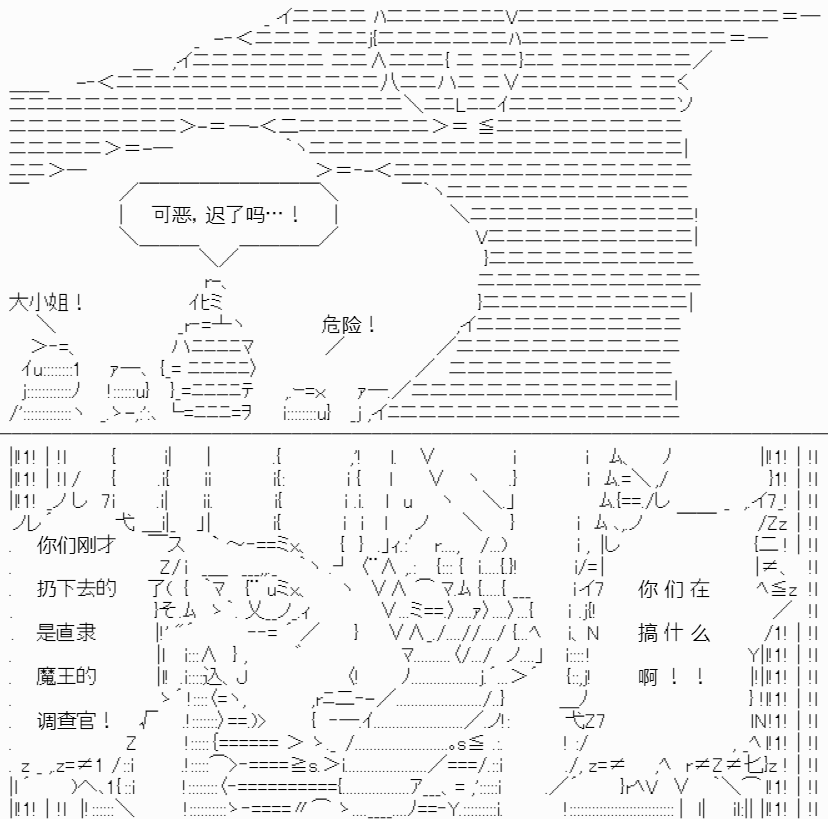 可恶，迟了吗…！
大小姐！
危险！
你们刚才
扔下去的
是直隶
魔王的
调查官！
你们在
搞什么
啊！！